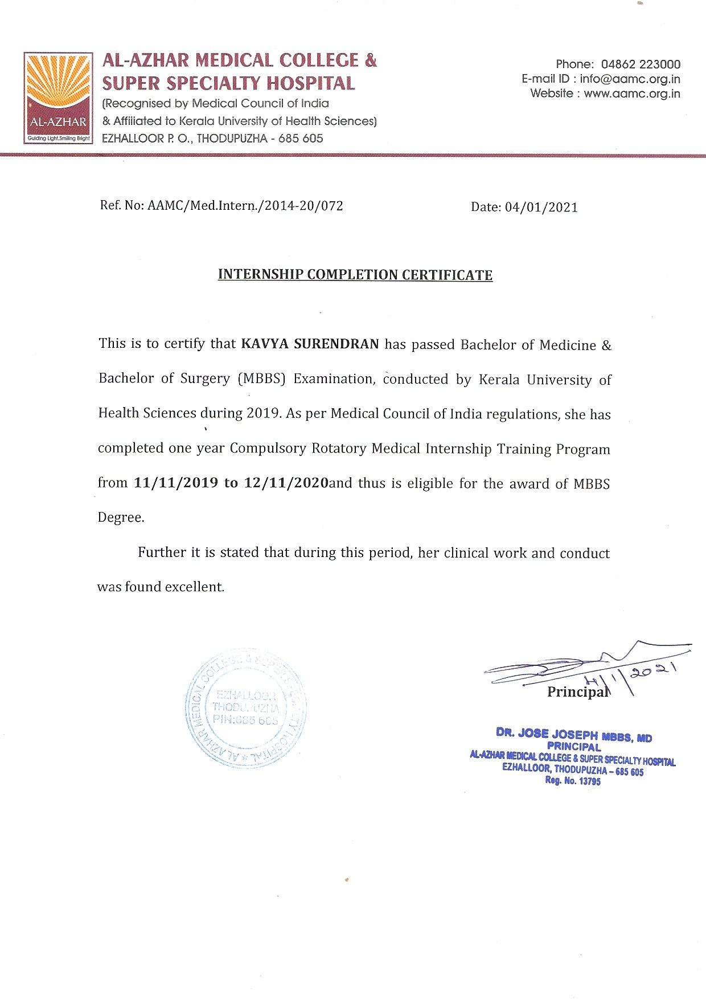 AL-AZHAR
Guiding Light, Smiling Bright
AL-AZHAR MEDICAL COLLEGE &
SUPER SPECIALTY HOSPITAL
(Recognised by Medical Council of India
& Affiliated to Kerala University of Health Sciences)
EZHALLOOR P. O., THODUPUZHA - 685 605
Phone: 04862 223000
E-mail ID : info@aamc.org.in
Website : www.aamc.org.in
Ref. No: AAMC/Med.Intern./2014-20/072
Date: 04/01/2021
INTERNSHIP COMPLETION CERTIFICATE
This is to certify that KAVYA SURENDRAN has passed Bachelor of Medicine &
Bachelor of Surgery (MBBS) Examination, conducted by Kerala University of
Health Sciences during 2019. As per Medical Council of India regulations, she has
completed one year Compulsory Rotatory Medical Internship Training Program
from 11/11/2019 to 12/11/2020and thus is eligible for the award of MBBS
Degree.
Further it is stated that during this period, her clinical work and conduct
was found excellent.
AL AZHAR MEDICAL COLLEGE & SUPER SPECIALITY HOSPITAL *
EZHALLOOR
THODUPUZHA
PIN:685 605
4/1/2021
Principal
DR. JOSE JOSEPH MBBS, MD
PRINCIPAL
AL-AZHAR MEDICAL COLLEGE & SUPER SPECIALTY HOSPITAL
EZHALLOOR, THODUPUZHA – 685 605
Reg. No. 13795